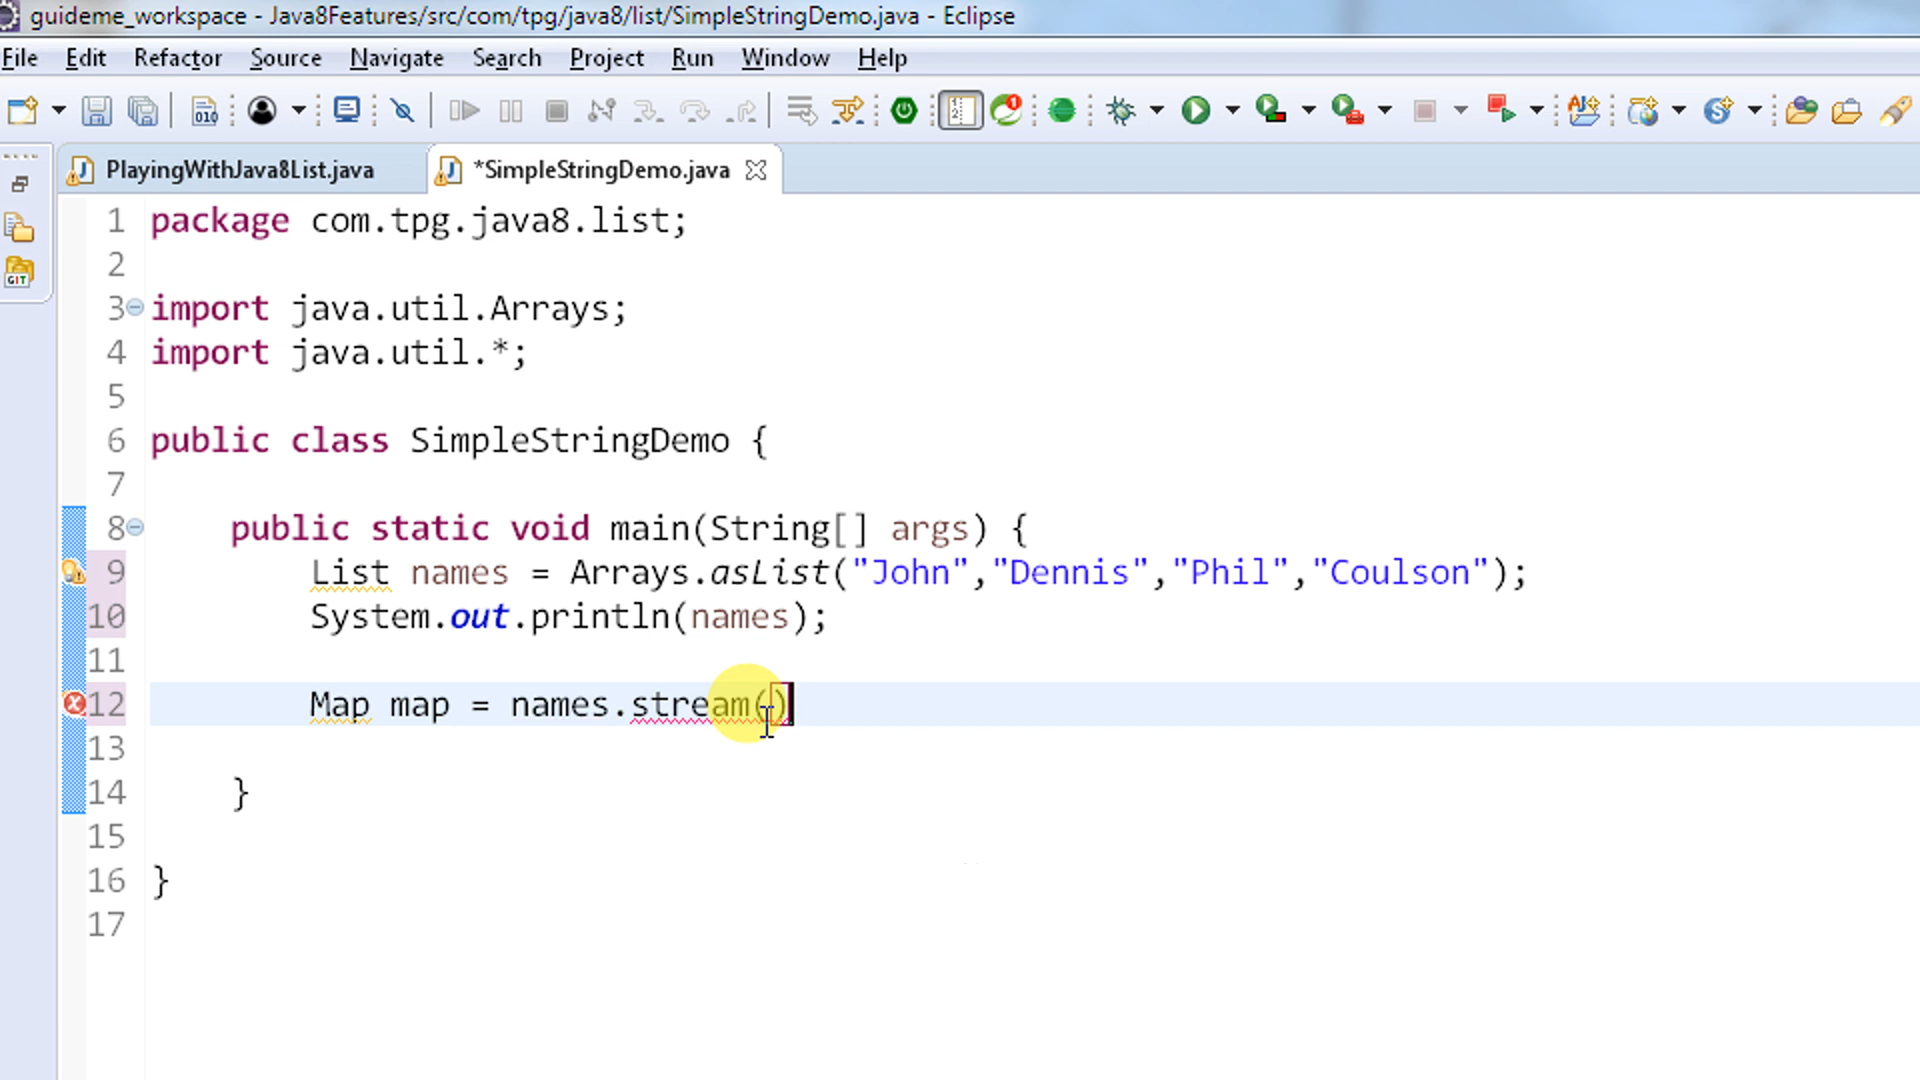 guideme_workspace - Java8Features/src/com/tpg/java8/list/SimpleStringDemo.java - Eclipse
File Edit Refactor Source Navigate Search Project Run Window Help
010
PlayingWithJava8List.java *SimpleStringDemo.java
GIT
1 package com.tpg.java8.list;
2
3 import java.util.Arrays;
4 import java.util.*;
5
6 public class SimpleStringDemo {
7
8 public static void main(String[] args) {
9 List names = Arrays.asList("John","Dennis","Phil","Coulson");
10 System.out.println(names);
11
12 Map map = names.stream()
13
14 }
15
16 }
17